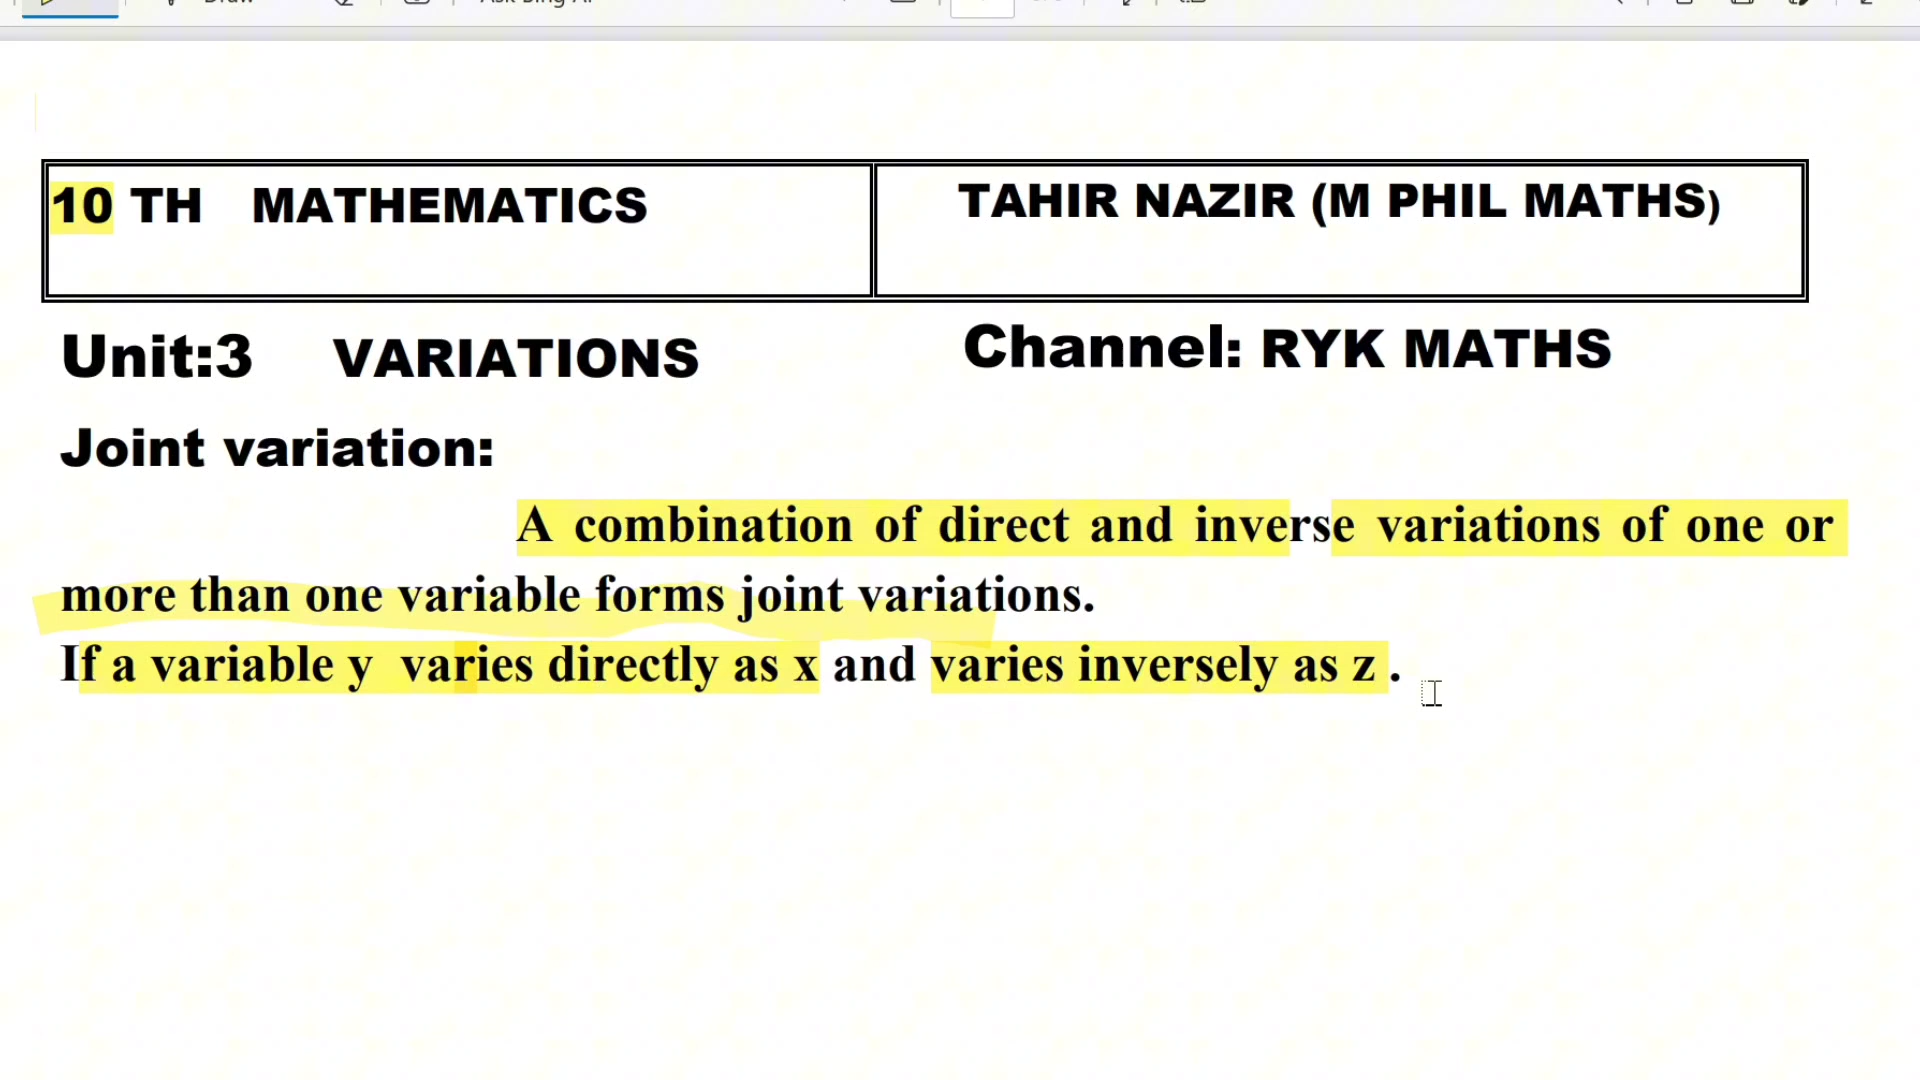 10 TH MATHEMATICS
TAHIR NAZIR (M PHIL MATHS)
Unit:3 VARIATIONS
Channel: RYK MATHS
Joint variation:
A combination of direct and inverse variations of one or
more than one variable forms joint variations.
If a variable y varies directly as x and varies inversely as z .